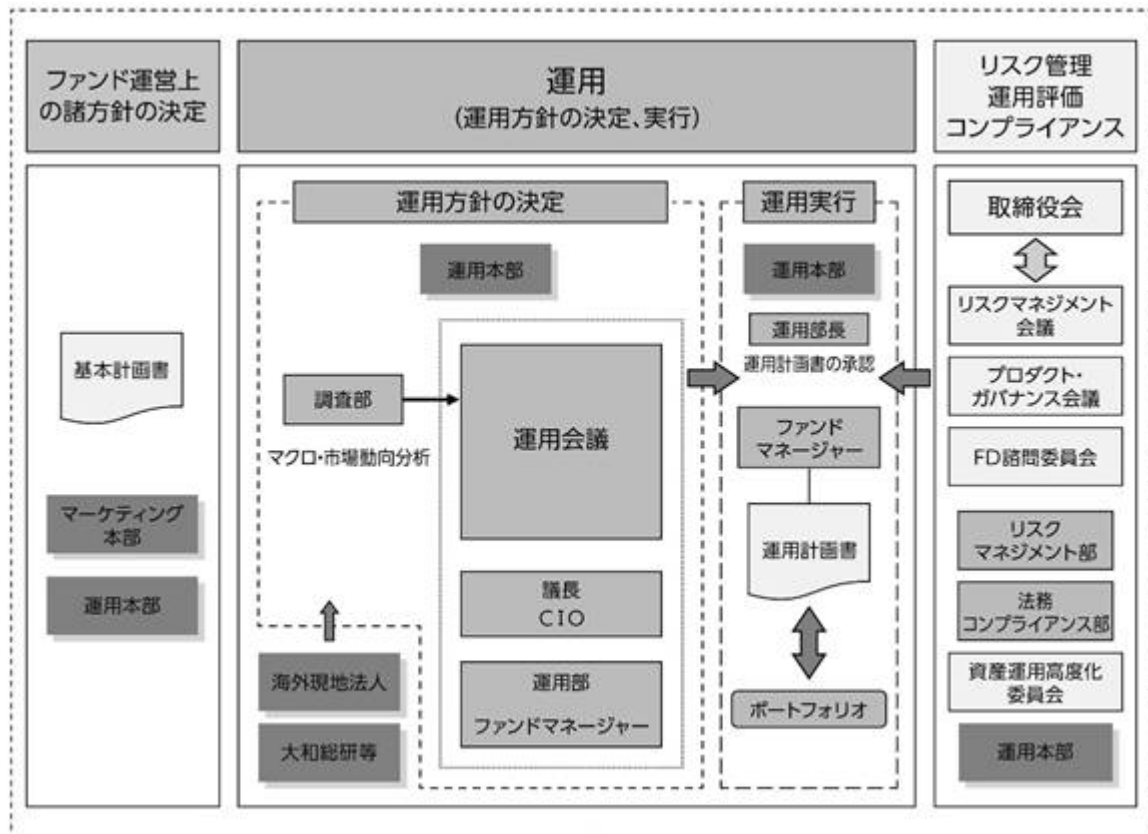 ファンド運営上
の諸方針の決定
運用
(運用方針の決定、実行)
リスク管理
運用評価
コンプライアンス
基本計画書
マーケティング
本部
運用本部
運用方針の決定
運用本部
調査部
マクロ・市場動向分析
運用会議
議長
CIO
運用部
ファンドマネージャー
海外現地法人
大和総研等
運用実行
運用本部
運用部長
運用計画書の承認
ファンド
マネージャー
運用計画書
ポートフォリオ
取締役会
リスクマネジメント
会議
プロダクト・
ガバナンス会議
FD諮問委員会
リスク
マネジメント部
法務
コンプライアンス部
資産運用高度化
委員会
運用本部